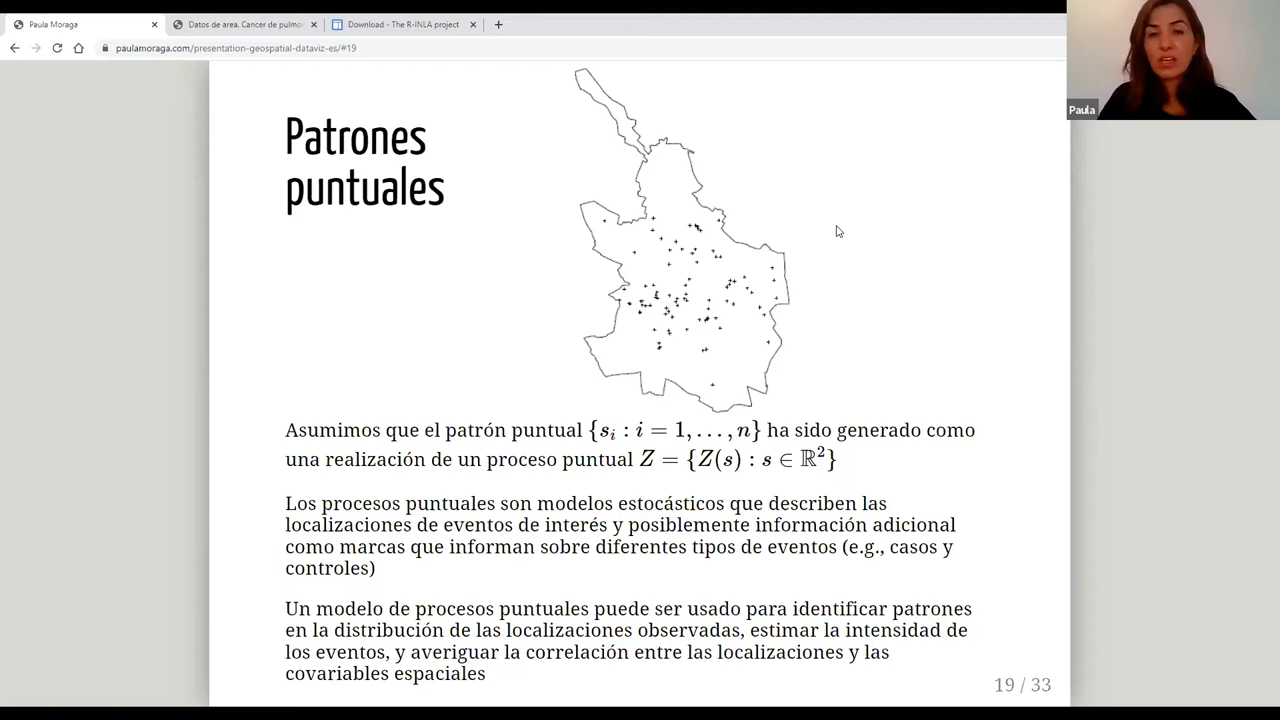 Paula Moraga
Datos de area. Cancer de pulmo
Download - The R-INLA project
paulamoraga.com/presentation-geospatial-dataviz-es/#19
Paula
Patrones
puntuales
Asumimos que el patrón puntual {s_i : i = 1, . . . , n} ha sido generado como
una realización de un proceso puntual Z = {Z(s) : s ∈ ℝ²}
Los procesos puntuales son modelos estocásticos que describen las
localizaciones de eventos de interés y posiblemente información adicional
como marcas que informan sobre diferentes tipos de eventos (e.g., casos y
controles)
Un modelo de procesos puntuales puede ser usado para identificar patrones
en la distribución de las localizaciones observadas, estimar la intensidad de
los eventos, y averiguar la correlación entre las localizaciones y las
covariables espaciales
19 / 33